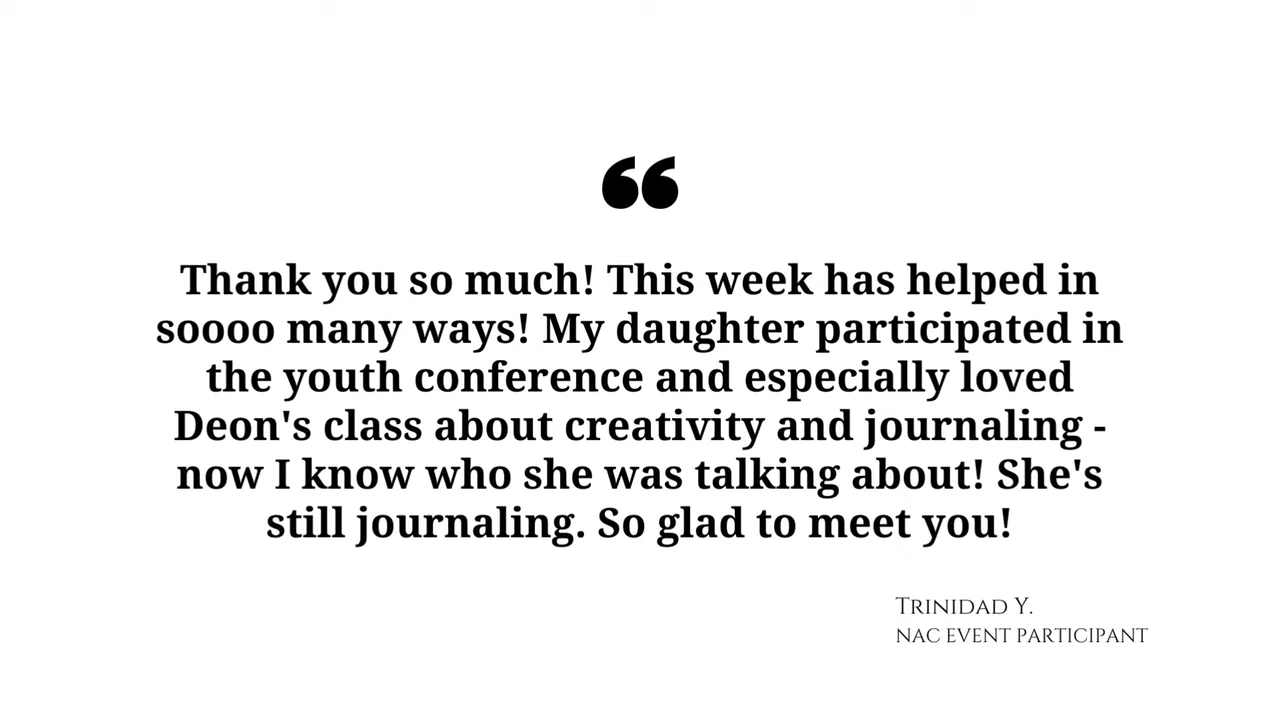 “
Thank you so much! This week has helped in
soooo many ways! My daughter participated in
the youth conference and especially loved
Deon's class about creativity and journaling -
now I know who she was talking about! She's
still journaling. So glad to meet you!
Trinidad Y.
NAC EVENT PARTICIPANT